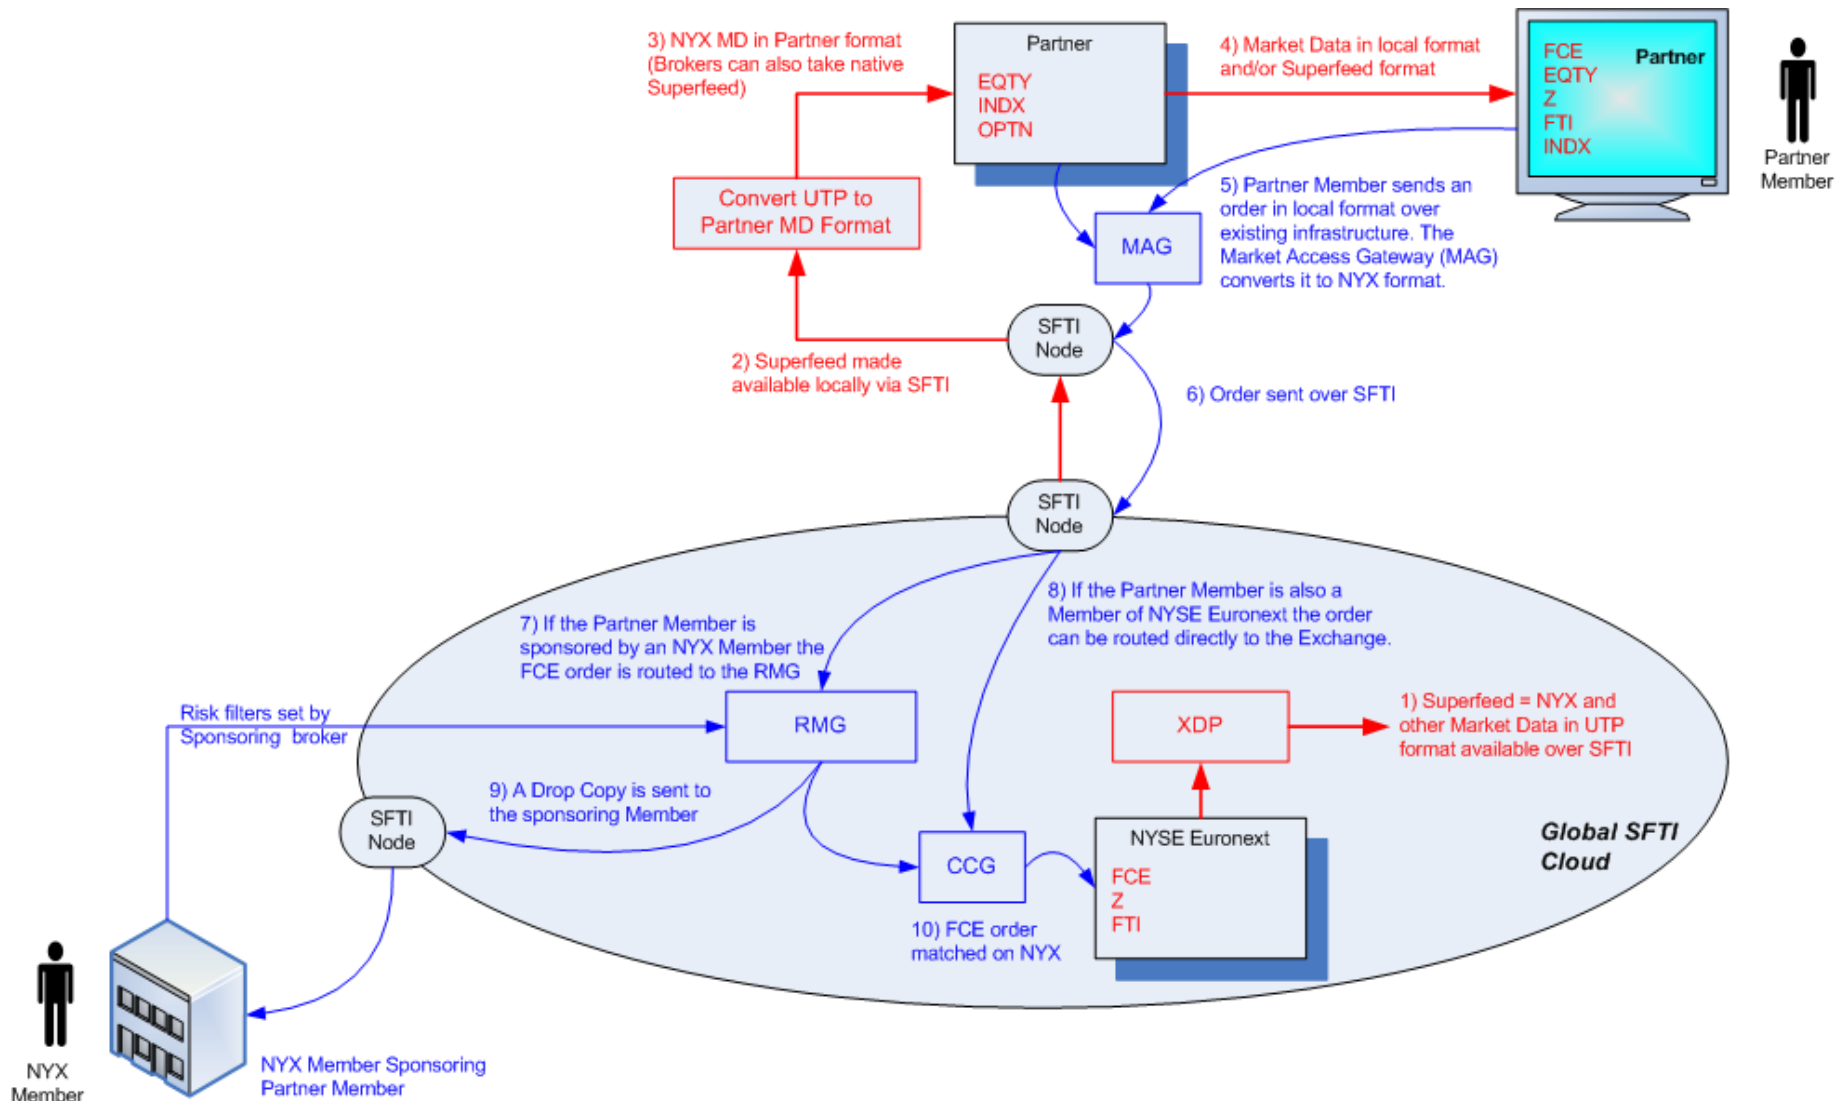 3) NYX MD in Partner format
(Brokers can also take native
Superfeed)
Partner
EQTY
INDX
OPTN
4) Market Data in local format
and/or Superfeed format
FCE
Partner
EQTY
Z
FTI
INDX
Partner
Member
Convert UTP to
Partner MD Format
MAG
5) Partner Member sends an
order in local format over
existing infrastructure. The
Market Access Gateway (MAG)
converts it to NYX format.
SFTI
Node
2) Superfeed made
available locally via SFTI
6) Order sent over SFTI
SFTI
Node
7) If the Partner Member is
sponsored by an NYX Member the
FCE order is routed to the RMG
8) If the Partner Member is also a
Member of NYSE Euronext the order
can be routed directly to the Exchange.
Risk filters set by
Sponsoring broker
RMG
XDP
1) Superfeed = NYX and
other Market Data in UTP
format available over SFTI
9) A Drop Copy is sent to
the sponsoring Member
SFTI
Node
CCG
NYSE Euronext
FCE
Z
FTI
Global SFTI
Cloud
10) FCE order
matched on NYX
NYX
Member
NYX Member Sponsoring
Partner Member